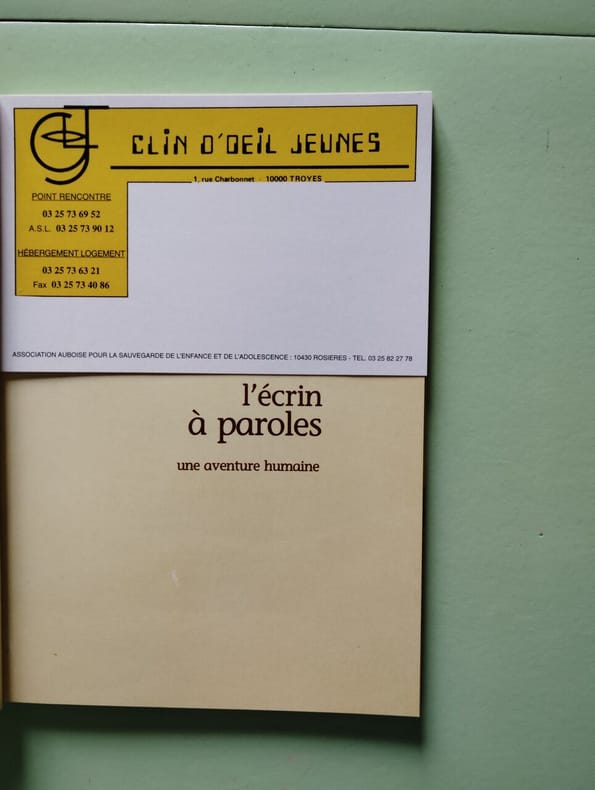 CLIN D'OEIL JEUNES
1, rue Charbonnet - 10000 TROYES
POINT RENCONTRE
03 25 73 69 52
A.S.L. 03 25 73 90 12
HÉBERGEMENT LOGEMENT
03 25 73 63 21
Fax 03 25 73 40 86
ASSOCIATION AUBOISE POUR LA SAUVEGARDE DE L'ENFANCE ET DE L'ADOLESCENCE : 10430 ROSIERES - TEL. 03 25 82 27 78
l'écrin
à paroles
une aventure humaine